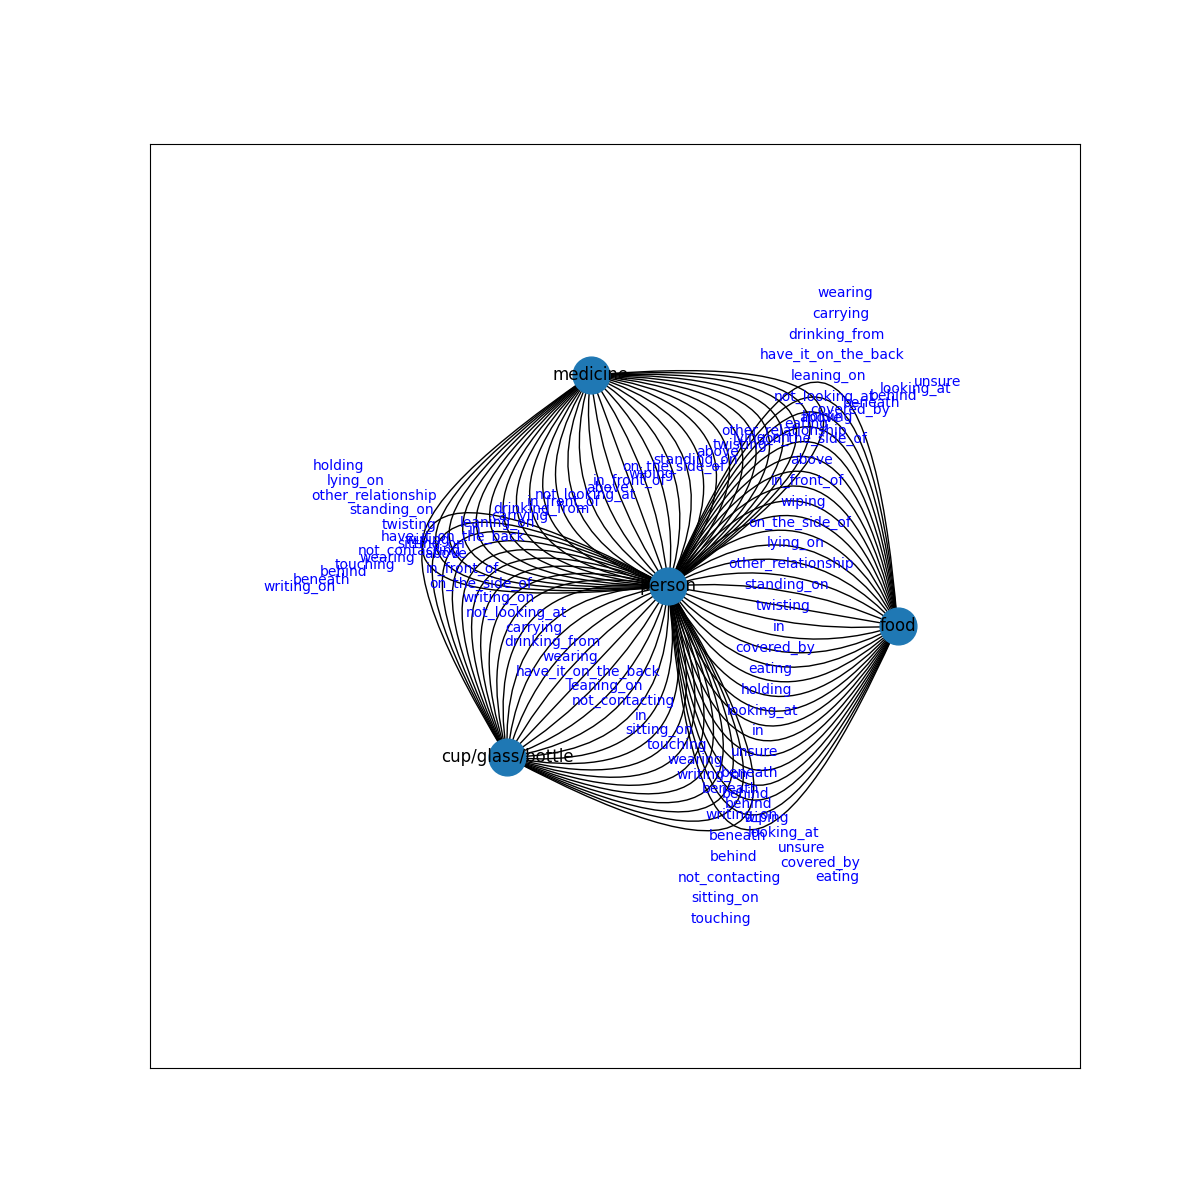 wearing
carrying
drinking_from
have_it_on_the_back
leaning_on
medicine
unsure
looking_at
behind
not_looking_at
beneath
covered_by
eating
other_relationship
twisting
above
standing_on
above
holding
on_the_side_of
wiping
lying_on
in_front_of
in_front_of
above
other_relationship
not_looking_at
wiping
in_front_of
standing_on
drinking_from
carrying
twisting
leaning_on
on_the_side_of
in
have_it_on_the_back
lying_on
not_contacting
wearing
above
touching
other_relationship
behind
in_front_of
beneath
on_the_side_of
writing_on
person
standing_on
writing_on
twisting
not_looking_at
carrying
in
food
drinking_from
covered_by
wearing
eating
have_it_on_the_back
leaning_on
holding
not_contacting
looking_at
in
in
sitting_on
touching
unsure
cup/glass/bottle
wearing
writing_on
beneath
beneath
behind
behind
writing_on
wiping
beneath
looking_at
unsure
behind
covered_by
not_contacting
eating
sitting_on
touching